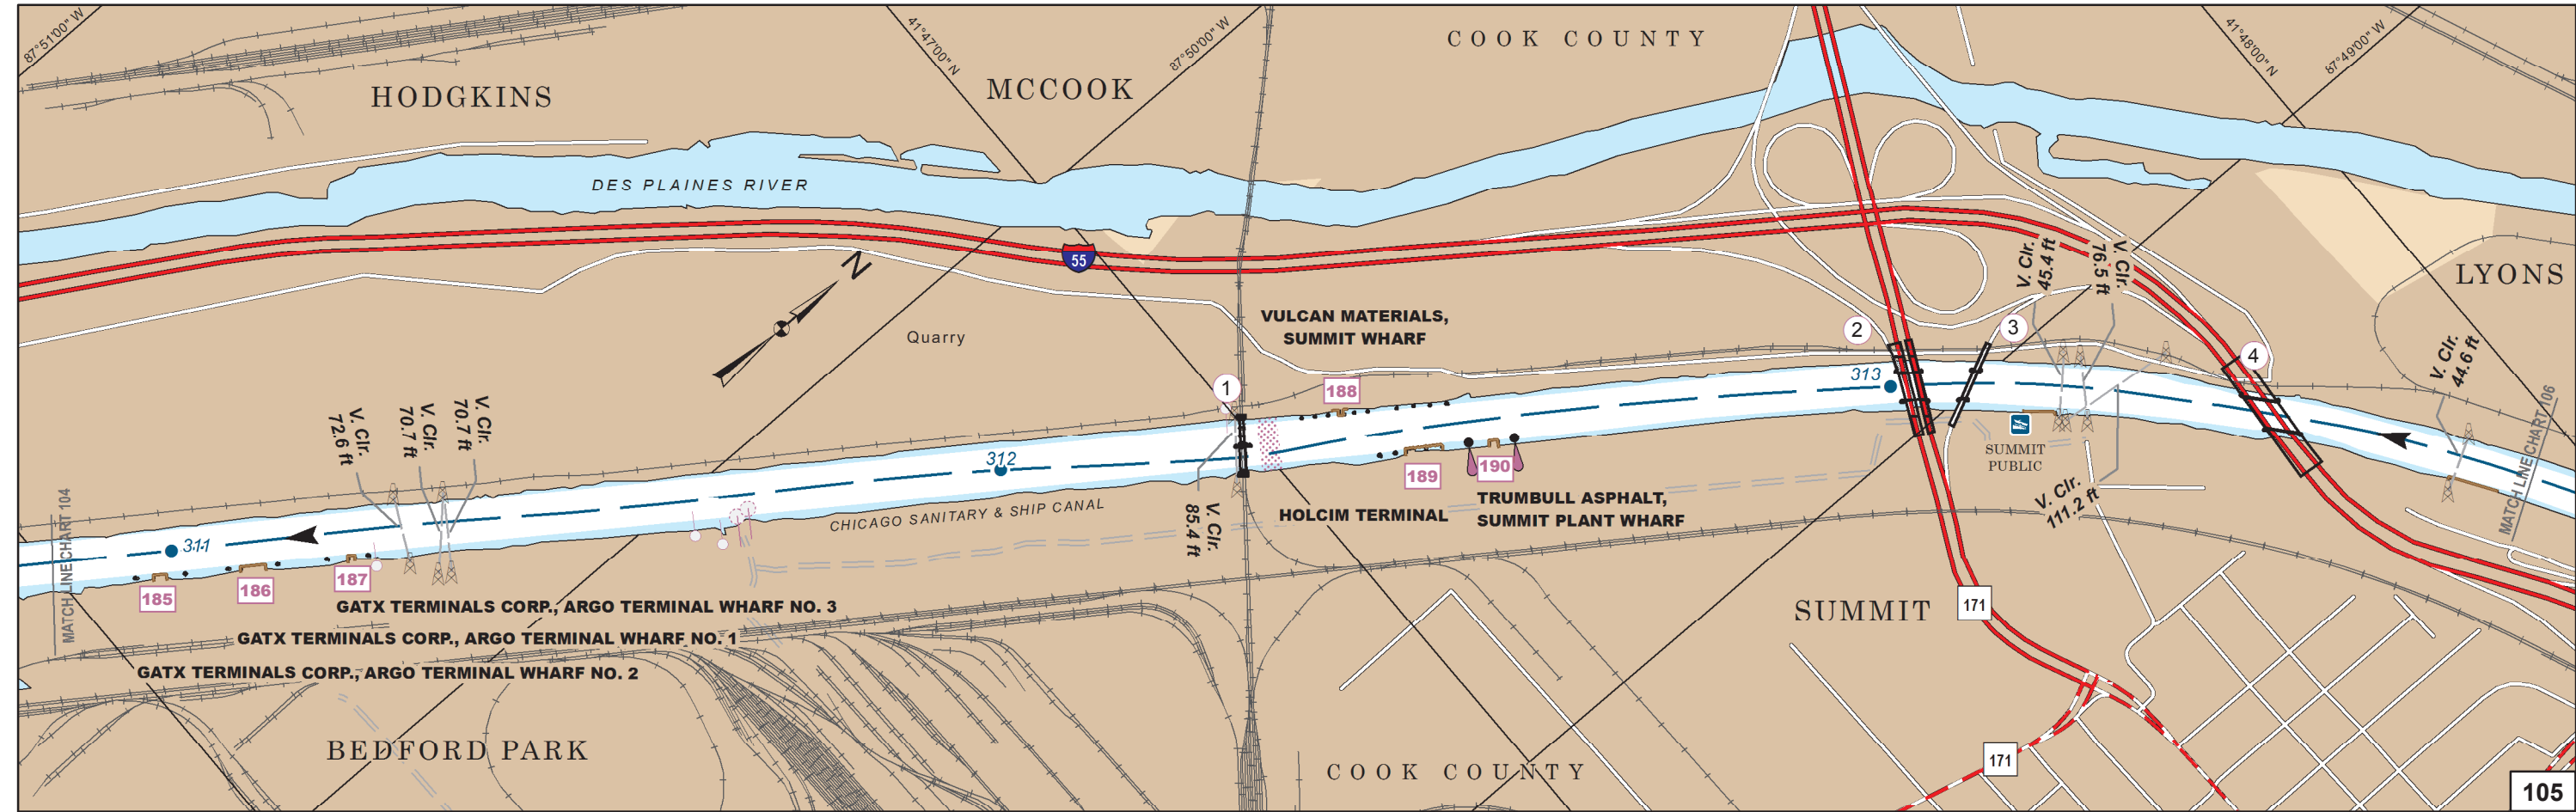 87°51'00" W
41°47'00" N
87°50'00" W
COOK COUNTY
41°48'00" N
87°49'00" W
HODGKINS
MCCOOK
DES PLAINES RIVER
55
N
LYONS
V. Clr.
45.4 ft
V. Clr.
76.5 ft
Quarry
VULCAN MATERIALS,
SUMMIT WHARF
2
3
4
1
188
313
V. Clr.
44.6 ft
V. Clr.
72.6 ft
V. Clr.
70.7 ft
V. Clr.
70.7 ft
312
189
190
SUMMIT
PUBLIC
MATCH LINE CHART 106
CHICAGO SANITARY & SHIP CANAL
V. Clr.
85.4 ft
HOLCIM TERMINAL
TRUMBULL ASPHALT,
SUMMIT PLANT WHARF
V. Clr.
111.2 ft
MATCH LINE CHART 104
311
185
186
187
GATX TERMINALS CORP., ARGO TERMINAL WHARF NO. 3
GATX TERMINALS CORP., ARGO TERMINAL WHARF NO. 1
GATX TERMINALS CORP., ARGO TERMINAL WHARF NO. 2
SUMMIT
171
BEDFORD PARK
COOK COUNTY
171
105